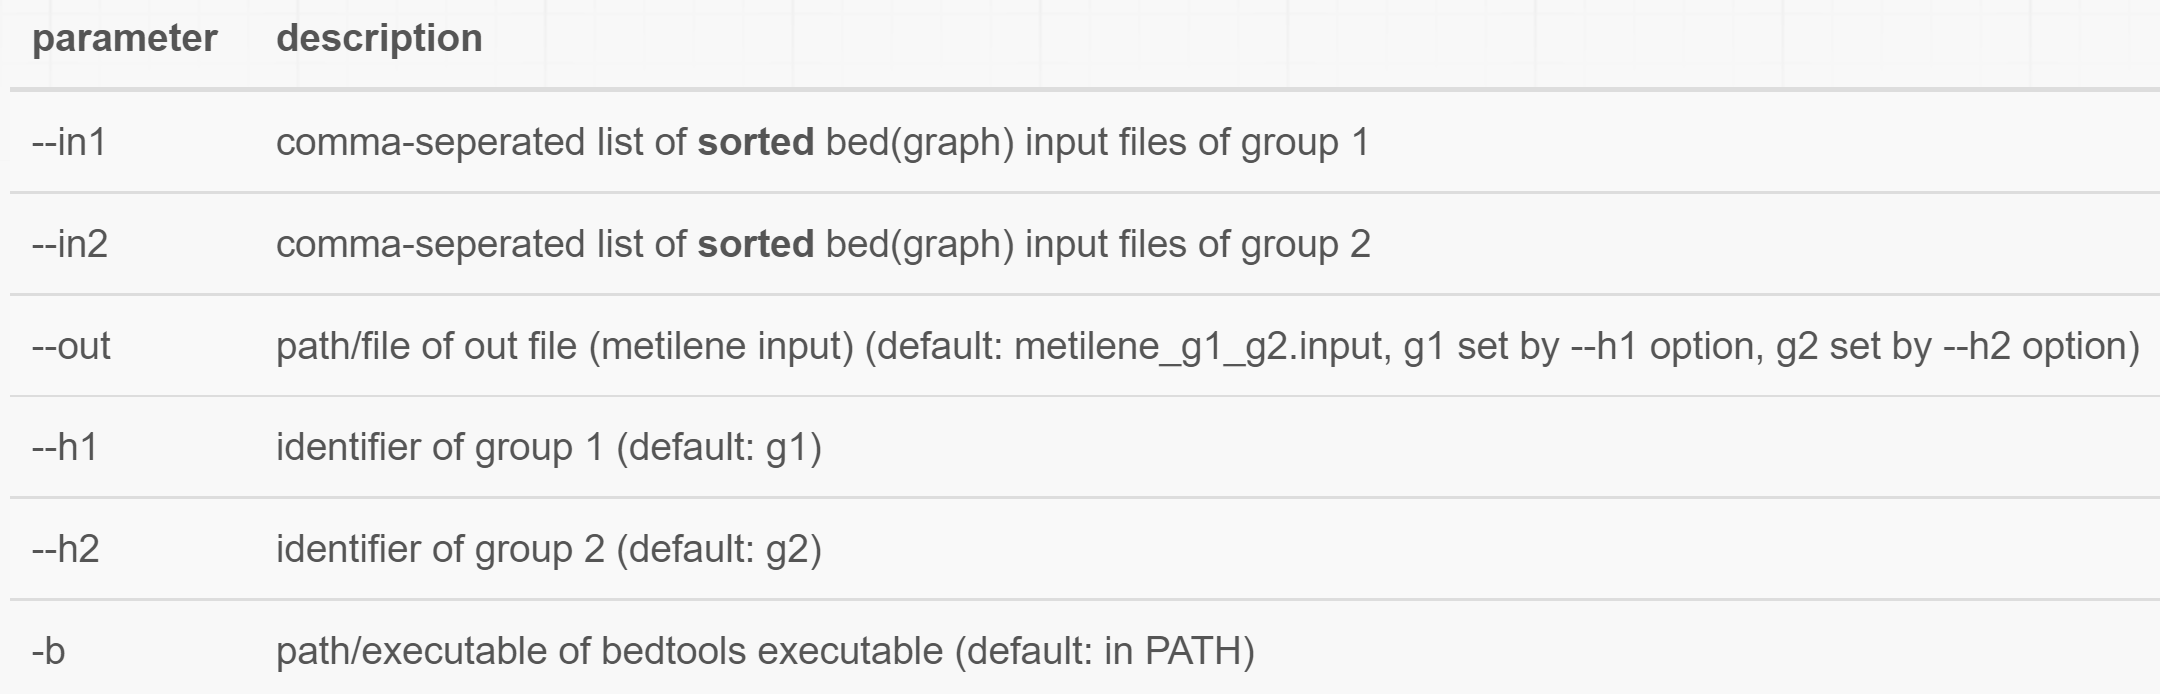 parameter description
--in1 comma-seperated list of sorted bed(graph) input files of group 1
--in2 comma-seperated list of sorted bed(graph) input files of group 2
--out path/file of out file (metilene input) (default: metilene_g1_g2.input, g1 set by --h1 option, g2 set by --h2 option)
--h1 identifier of group 1 (default: g1)
--h2 identifier of group 2 (default: g2)
-b path/executable of bedtools executable (default: in PATH)